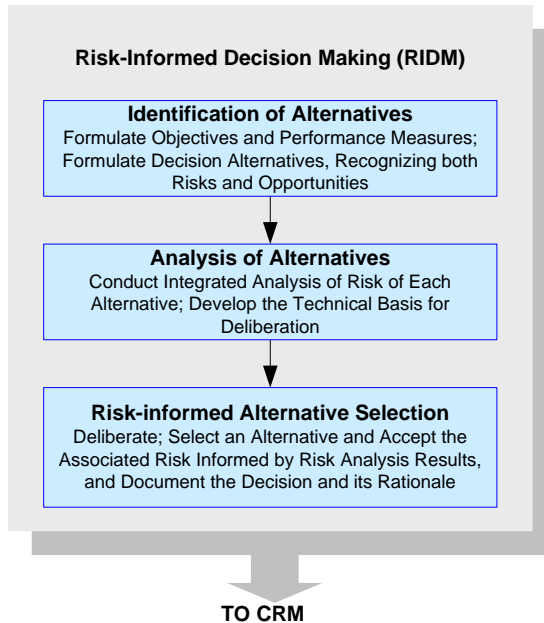 Risk-Informed Decision Making (RIDM)
Identification of Alternatives
Formulate Objectives and Performance Measures;
Formulate Decision Alternatives, Recognizing both
Risks and Opportunities
Analysis of Alternatives
Conduct Integrated Analysis of Risk of Each
Alternative; Develop the Technical Basis for
Deliberation
Risk-informed Alternative Selection
Deliberate; Select an Alternative and Accept the
Associated Risk Informed by Risk Analysis Results,
and Document the Decision and its Rationale
TO CRM